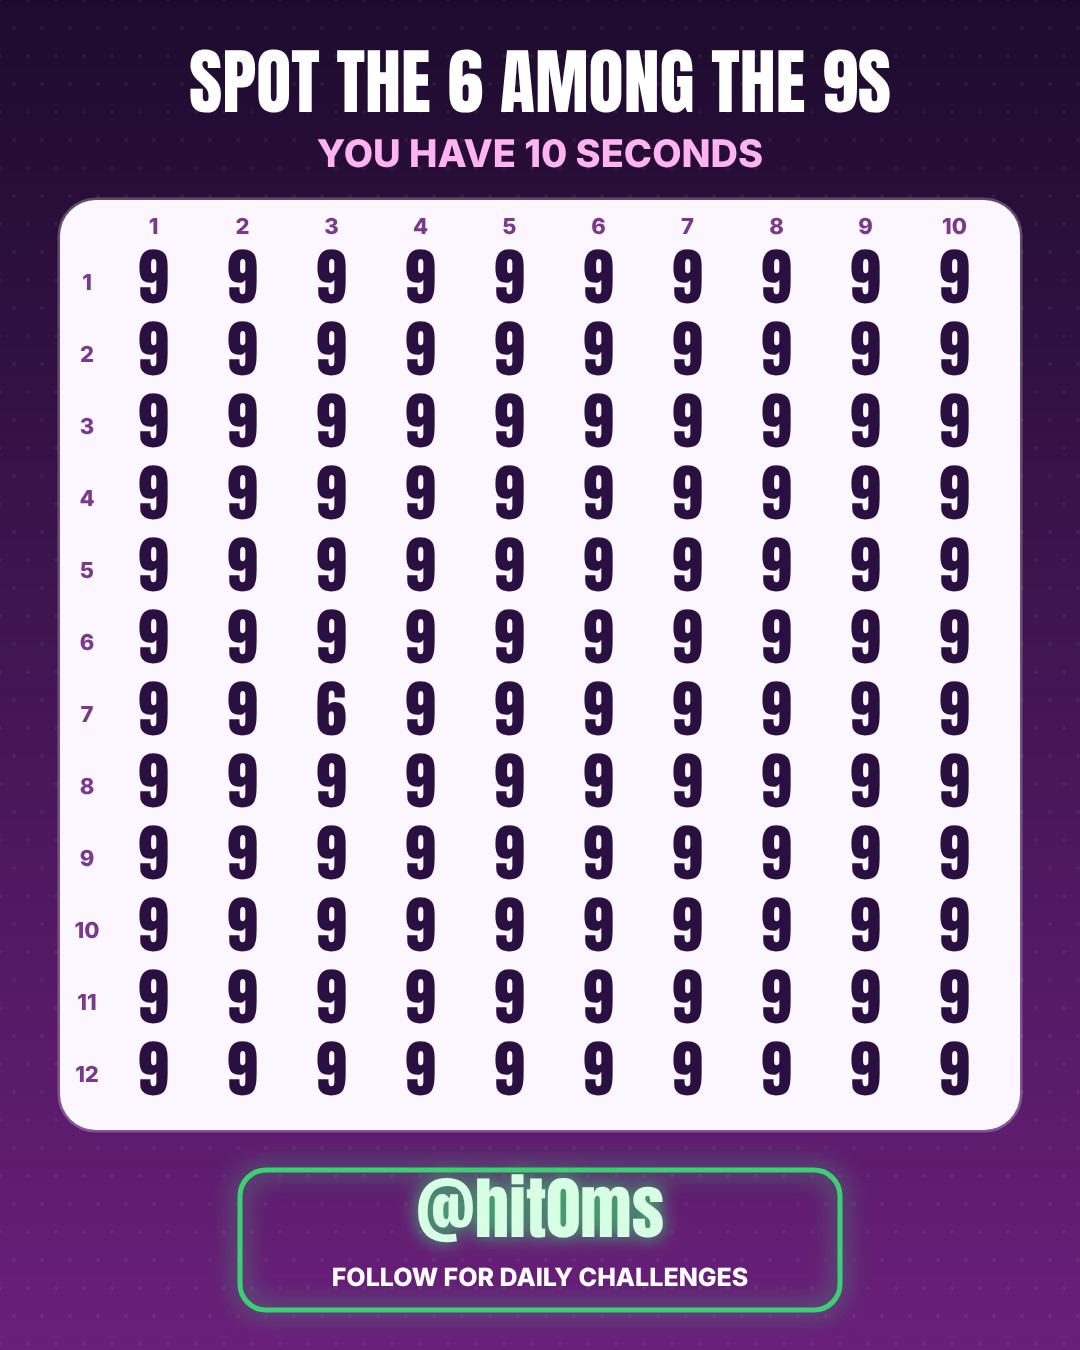 SPOT THE 6 AMONG THE 9S
YOU HAVE 10 SECONDS
1 2 3 4 5 6 7 8 9 10
1 9 9 9 9 9 9 9 9 9 9
2 9 9 9 9 9 9 9 9 9 9
3 9 9 9 9 9 9 9 9 9 9
4 9 9 9 9 9 9 9 9 9 9
5 9 9 9 9 9 9 9 9 9 9
6 9 9 9 9 9 9 9 9 9 9
7 9 9 6 9 9 9 9 9 9 9
8 9 9 9 9 9 9 9 9 9 9
9 9 9 9 9 9 9 9 9 9 9
10 9 9 9 9 9 9 9 9 9 9
11 9 9 9 9 9 9 9 9 9 9
12 9 9 9 9 9 9 9 9 9 9
@hit0ms
FOLLOW FOR DAILY CHALLENGES